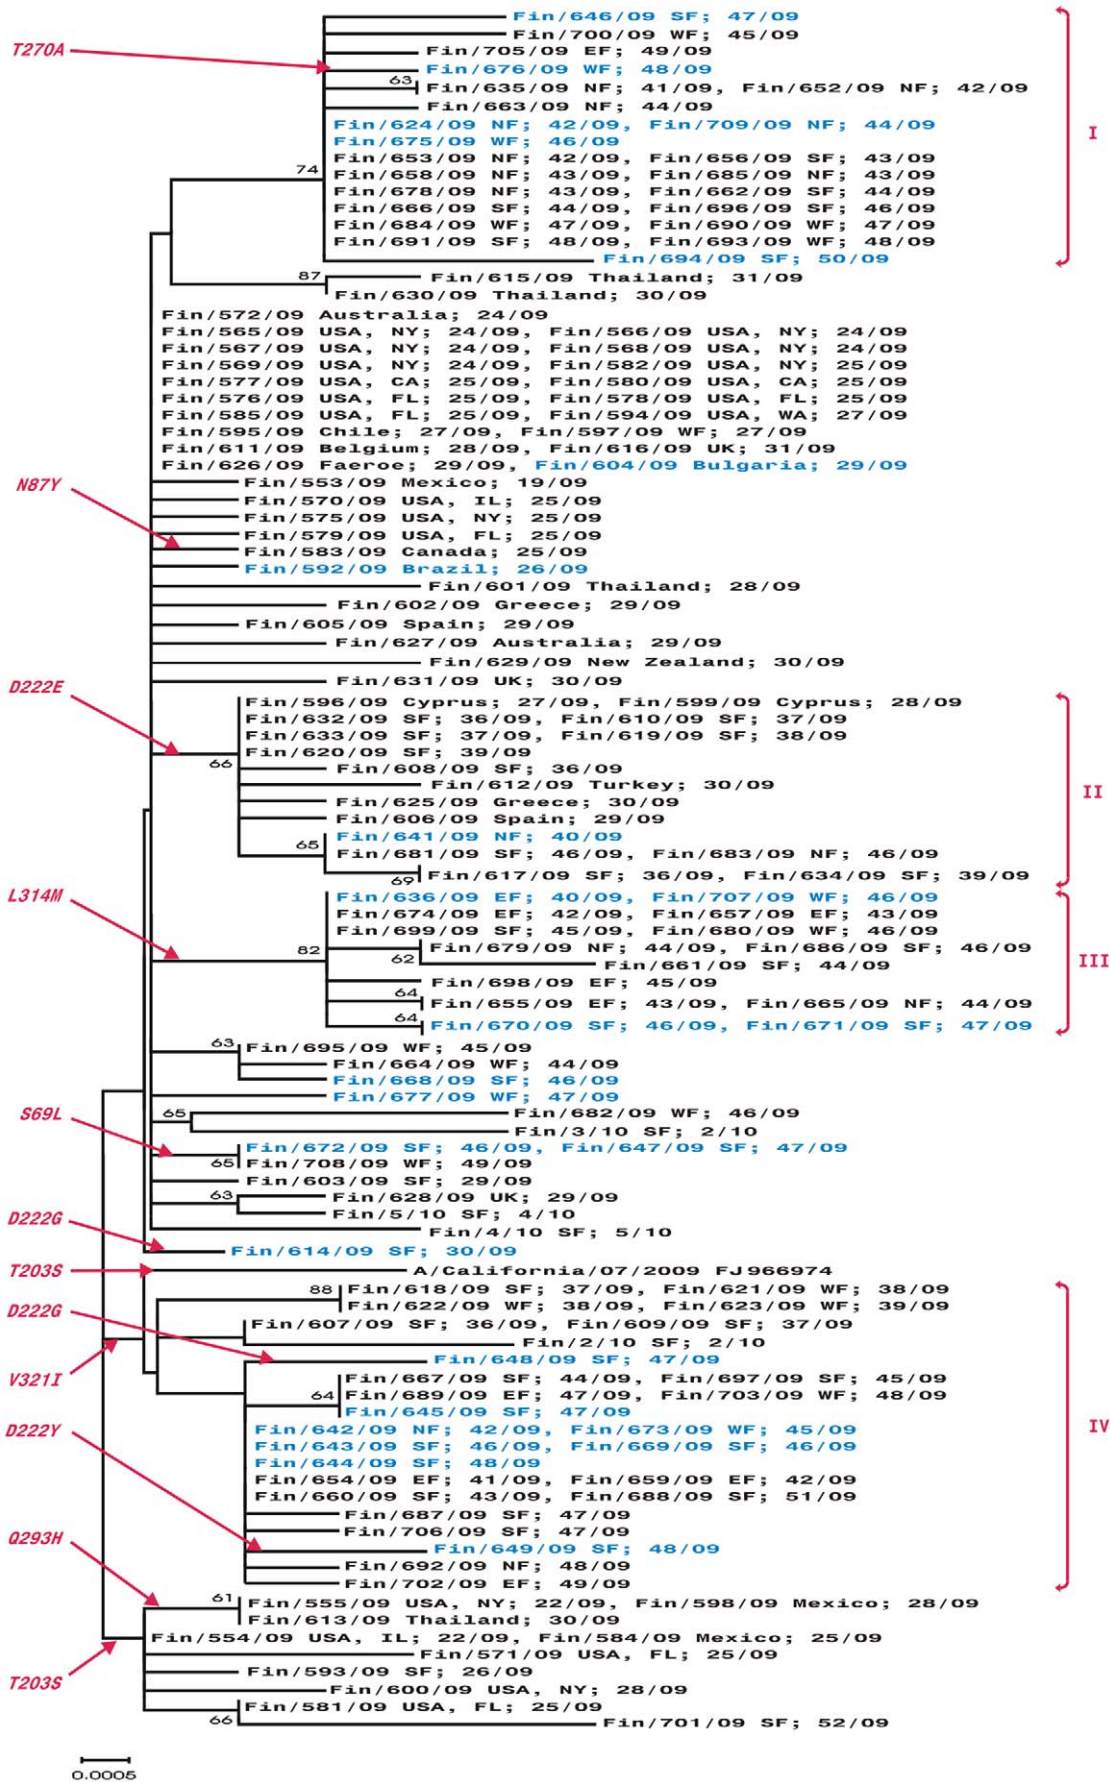 Fin/646/09 SF; 47/09
Fin/700/09 WF; 45/09
T270A
Fin/705/09 EF; 49/09
Fin/676/09 WF; 48/09
63
Fin/635/09 NF; 41/09, Fin/652/09 NF; 42/09
Fin/663/09 NF; 44/09
Fin/624/09 NF; 42/09, Fin/709/09 NF; 44/09
I
Fin/675/09 WF; 46/09
Fin/653/09 NF; 42/09, Fin/656/09 SF; 43/09
74
Fin/658/09 NF; 43/09, Fin/685/09 NF; 43/09
Fin/678/09 NF; 43/09, Fin/662/09 SF; 44/09
Fin/666/09 SF; 44/09, Fin/696/09 SF; 46/09
Fin/684/09 WF; 47/09, Fin/690/09 WF; 47/09
Fin/691/09 SF; 48/09, Fin/693/09 WF; 48/09
Fin/694/09 SF; 50/09
87
Fin/615/09 Thailand; 31/09
Fin/630/09 Thailand; 30/09
Fin/572/09 Australia; 24/09
Fin/565/09 USA, NY; 24/09, Fin/566/09 USA, NY; 24/09
Fin/567/09 USA, NY; 24/09, Fin/568/09 USA, NY; 24/09
Fin/569/09 USA, NY; 24/09, Fin/582/09 USA, NY; 25/09
Fin/577/09 USA, CA; 25/09, Fin/580/09 USA, CA; 25/09
Fin/576/09 USA, FL; 25/09, Fin/578/09 USA, FL; 25/09
Fin/585/09 USA, FL; 25/09, Fin/594/09 USA, WA; 27/09
Fin/595/09 Chile; 27/09, Fin/597/09 WF; 27/09
Fin/611/09 Belgium; 28/09, Fin/616/09 UK; 31/09
Fin/626/09 Faeroe; 29/09, Fin/604/09 Bulgaria; 29/09
N87Y
Fin/553/09 Mexico; 19/09
Fin/570/09 USA, IL; 25/09
Fin/575/09 USA, NY; 25/09
Fin/579/09 USA, FL; 25/09
Fin/583/09 Canada; 25/09
Fin/592/09 Brazil; 26/09
Fin/601/09 Thailand; 28/09
Fin/602/09 Greece; 29/09
Fin/605/09 Spain; 29/09
Fin/627/09 Australia; 29/09
Fin/629/09 New Zealand; 30/09
Fin/631/09 UK; 30/09
D222E
Fin/596/09 Cyprus; 27/09, Fin/599/09 Cyprus; 28/09
Fin/632/09 SF; 36/09, Fin/610/09 SF; 37/09
Fin/633/09 SF; 37/09, Fin/619/09 SF; 38/09
Fin/620/09 SF; 39/09
66
Fin/608/09 SF; 36/09
Fin/612/09 Turkey; 30/09
II
Fin/625/09 Greece; 30/09
Fin/606/09 Spain; 29/09
Fin/641/09 NF; 40/09
65
Fin/681/09 SF; 46/09, Fin/683/09 NF; 46/09
69
Fin/617/09 SF; 36/09, Fin/634/09 SF; 39/09
L314M
Fin/636/09 EF; 40/09, Fin/707/09 WF; 46/09
Fin/674/09 EF; 42/09, Fin/657/09 EF; 43/09
Fin/699/09 SF; 45/09, Fin/680/09 WF; 46/09
82
Fin/679/09 NF; 44/09, Fin/686/09 SF; 46/09
62
Fin/661/09 SF; 44/09
III
Fin/698/09 EF; 45/09
64
Fin/655/09 EF; 43/09, Fin/665/09 NF; 44/09
64
Fin/670/09 SF; 46/09, Fin/671/09 SF; 47/09
63
Fin/695/09 WF; 45/09
Fin/664/09 WF; 44/09
Fin/668/09 SF; 46/09
Fin/677/09 WF; 47/09
S69L
65
Fin/682/09 WF; 46/09
Fin/3/10 SF; 2/10
Fin/672/09 SF; 46/09, Fin/647/09 SF; 47/09
65
Fin/708/09 WF; 49/09
Fin/603/09 SF; 29/09
63
Fin/628/09 UK; 29/09
Fin/5/10 SF; 4/10
D222G
Fin/4/10 SF; 5/10
Fin/614/09 SF; 30/09
T203S
A/California/07/2009 FJ966974
88
Fin/618/09 SF; 37/09, Fin/621/09 WF; 38/09
D222G
Fin/622/09 WF; 38/09, Fin/623/09 WF; 39/09
Fin/607/09 SF; 36/09, Fin/609/09 SF; 37/09
Fin/2/10 SF; 2/10
Fin/648/09 SF; 47/09
V321I
Fin/667/09 SF; 44/09, Fin/697/09 SF; 45/09
64
Fin/689/09 EF; 47/09, Fin/703/09 WF; 48/09
Fin/645/09 SF; 47/09
D222Y
Fin/642/09 NF; 42/09, Fin/673/09 WF; 45/09
IV
Fin/643/09 SF; 46/09, Fin/669/09 SF; 46/09
Fin/644/09 SF; 48/09
Fin/654/09 EF; 41/09, Fin/659/09 EF; 42/09
Fin/660/09 SF; 43/09, Fin/688/09 SF; 51/09
Fin/687/09 SF; 47/09
Q293H
Fin/706/09 SF; 47/09
Fin/649/09 SF; 48/09
Fin/692/09 NF; 48/09
Fin/702/09 EF; 49/09
61
Fin/555/09 USA, NY; 22/09, Fin/598/09 Mexico; 28/09
Fin/613/09 Thailand; 30/09
Fin/554/09 USA, IL; 22/09, Fin/584/09 Mexico; 25/09
Fin/571/09 USA, FL; 25/09
Fin/593/09 SF; 26/09
T203S
Fin/600/09 USA, NY; 28/09
Fin/581/09 USA, FL; 25/09
66
Fin/701/09 SF; 52/09
0.0005